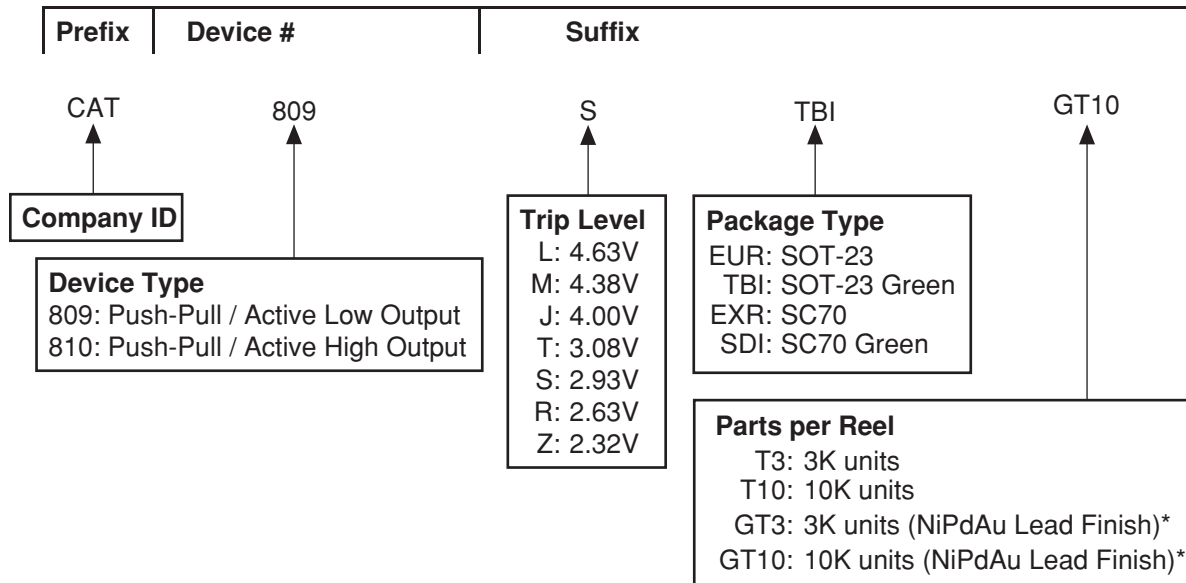 Prefix Device # Suffix
CAT 809 S TBI GT10
Company ID
Device Type
809: Push-Pull / Active Low Output
810: Push-Pull / Active High Output
Trip Level
L: 4.63V
M: 4.38V
J: 4.00V
T: 3.08V
S: 2.93V
R: 2.63V
Z: 2.32V
Package Type
EUR: SOT-23
TBI: SOT-23 Green
EXR: SC70
SDI: SC70 Green
Parts per Reel
T3: 3K units
T10: 10K units
GT3: 3K units (NiPdAu Lead Finish)*
GT10: 10K units (NiPdAu Lead Finish)*